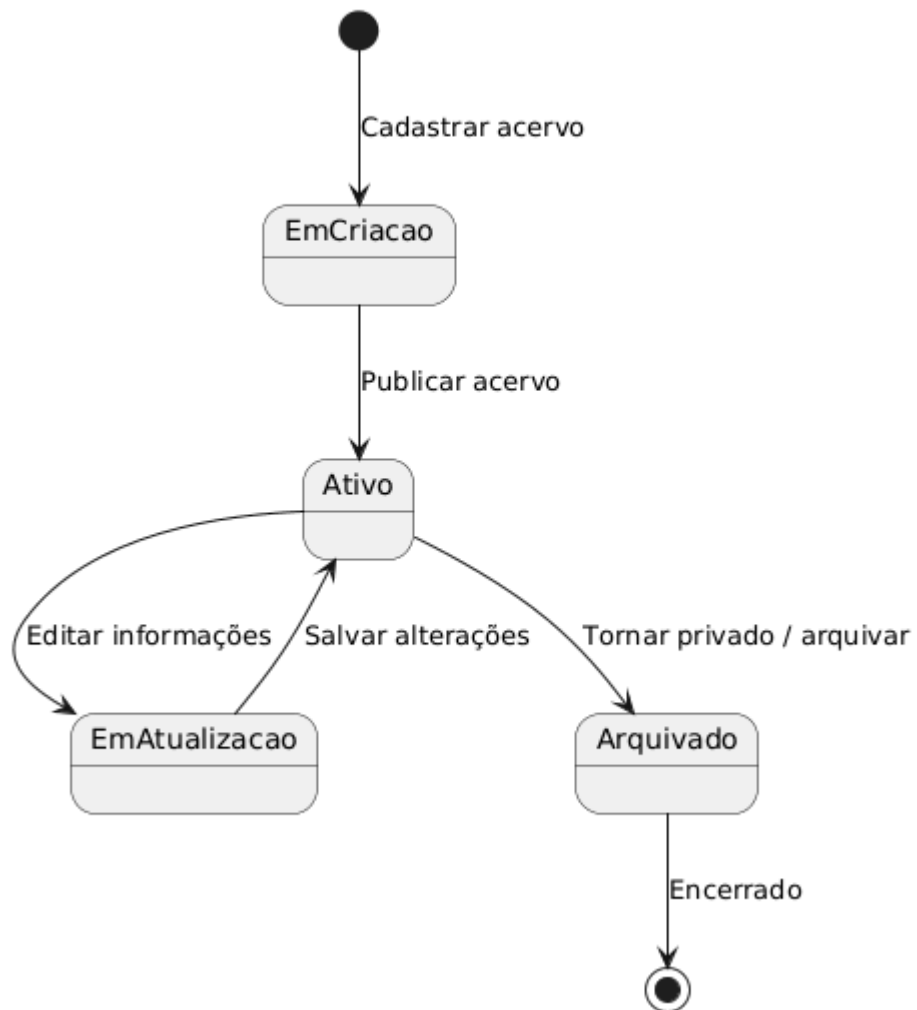 Cadastrar acervo
EmCriacao
Publicar acervo
Ativo
Editar informações
Salvar alterações
Tornar privado / arquivar
EmAtualizacao
Arquivado
Encerrado